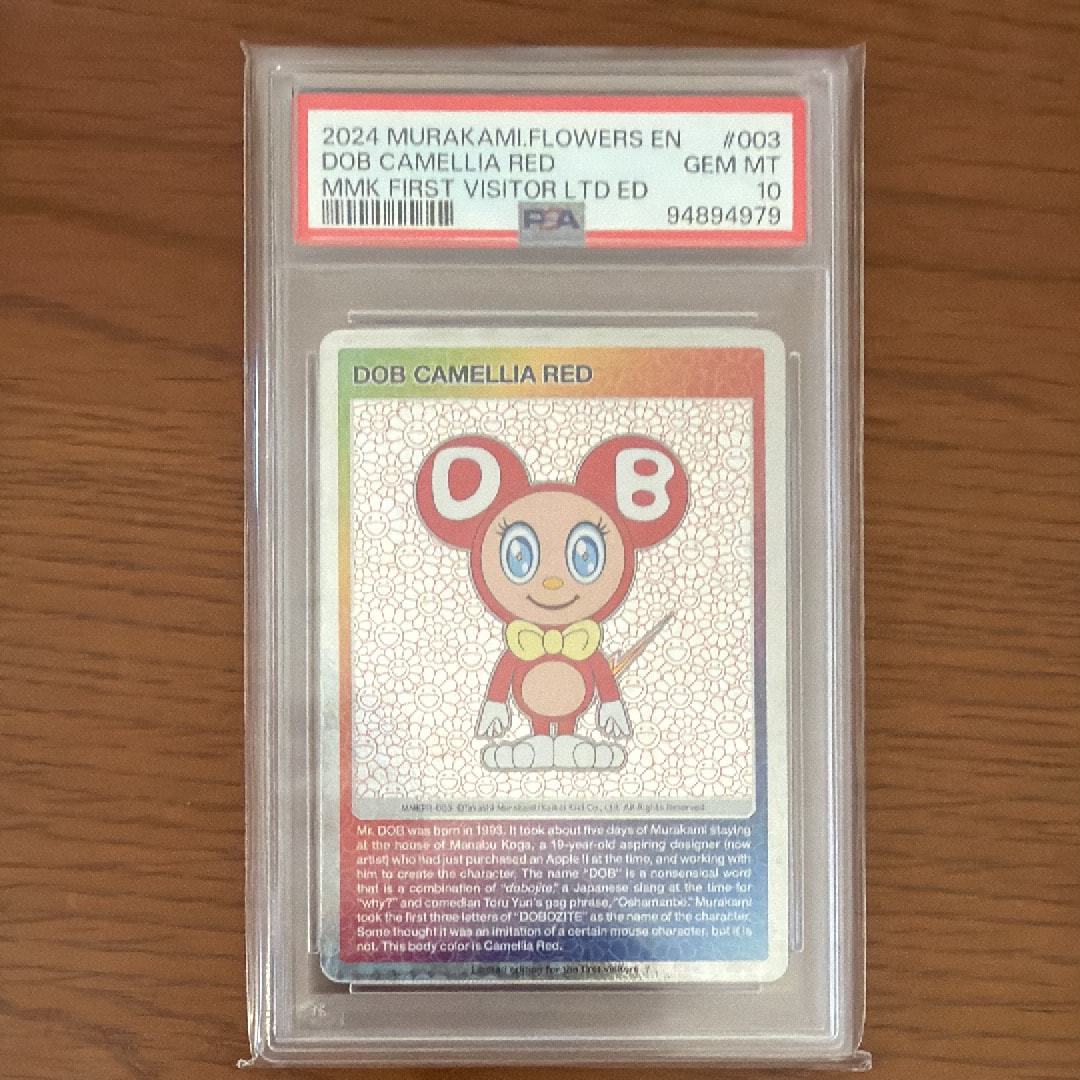 2024 MURAKAMI.FLOWERS EN #003
DOB CAMELLIA RED GEM MT
MMK FIRST VISITOR LTD ED 10
PSA 94894979
DOB CAMELLIA RED
D B
Mr. DOB was born in 1993. It took about five days of Murakami staying
at the house of Manabu Koga, a 19-year-old aspiring designer (now
artist) who had just purchased an Apple II at the time, and working with
him to create the character. The name "DOB" is a nonsensical word
that is a combination of "dobojite," a Japanese slang at the time for
"why?" and comedian Toru Yuri's gag phrase, "Oshamanbe." Murakami
took the first three letters of "DOBOZITE" as the name of the character.
Some thought it was an imitation of a certain mouse character, but it is
not. This body color is Camellia Red.
Limited edition for the first visitors